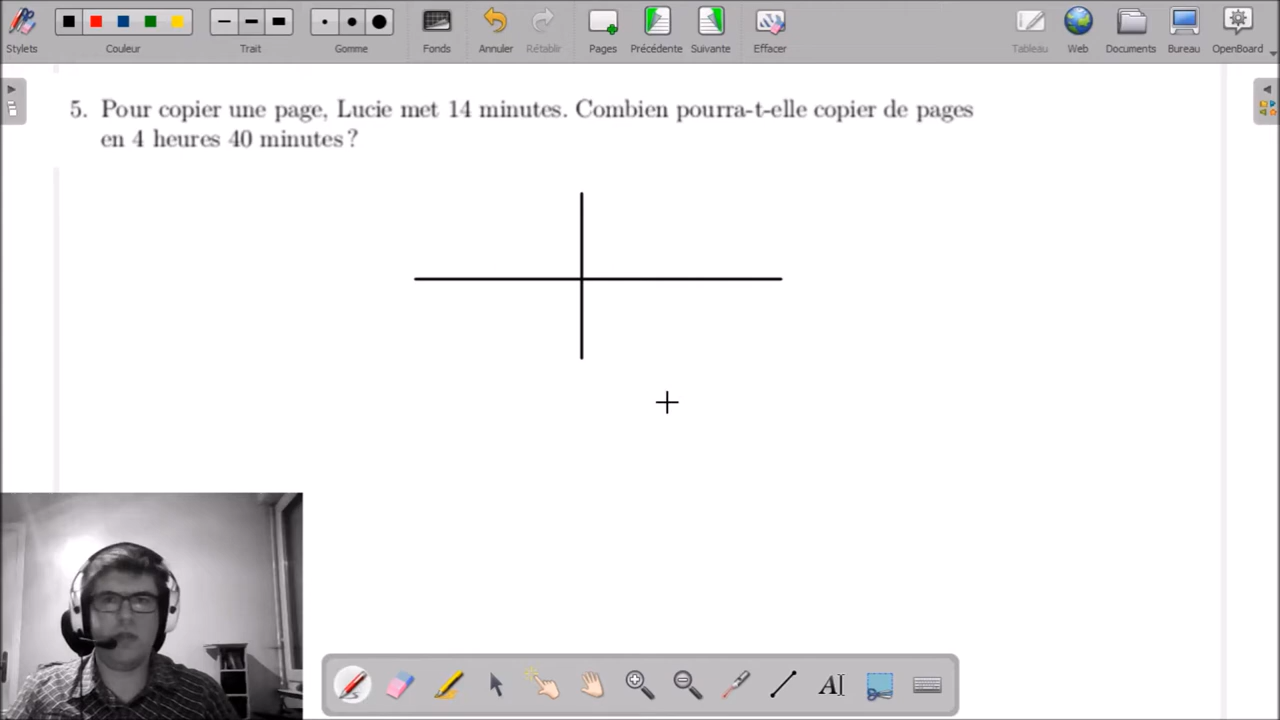 Stylets
Couleur
Trait
Gomme
Fonds
Annuler
Rétablir
Pages
Précédente
Suivante
Effacer
Tableau
Web
Documents
Bureau
OpenBoard
5. Pour copier une page, Lucie met 14 minutes. Combien pourra-t-elle copier de pages
en 4 heures 40 minutes ?
AI